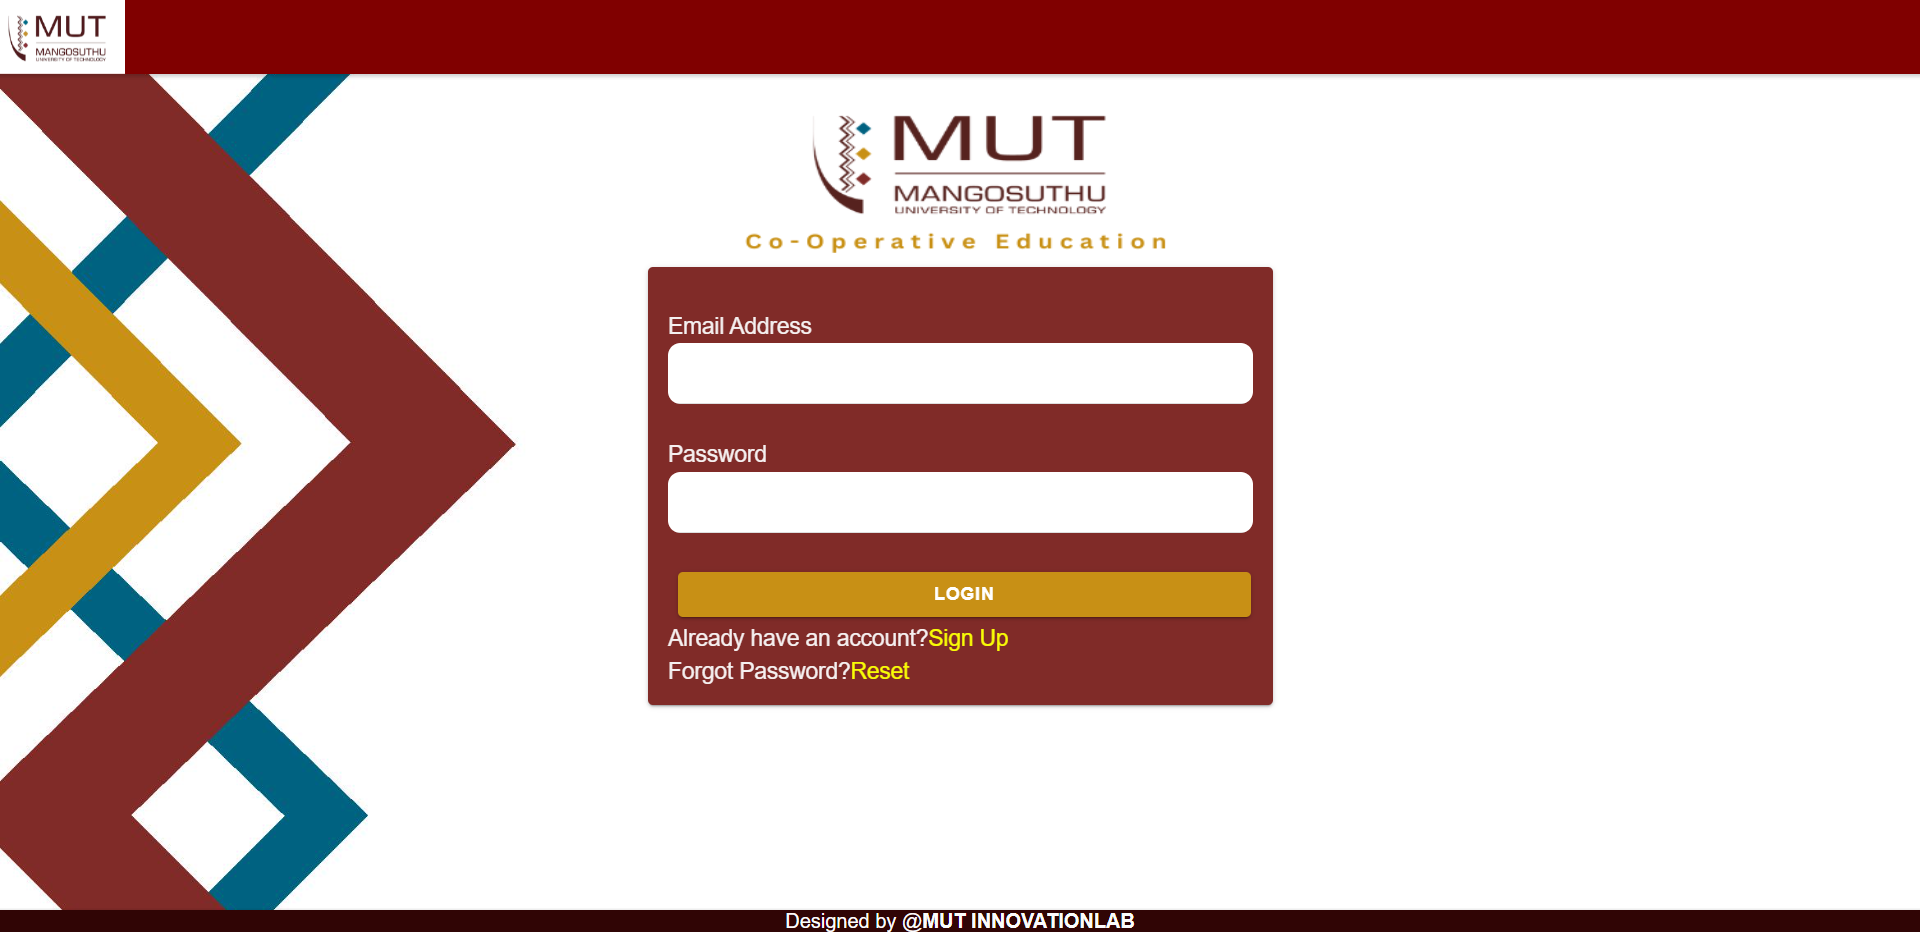 MUT
MANGOSUTHU
UNIVERSITY OF TECHNOLOGY
MUT
MANGOSUTHU
UNIVERSITY OF TECHNOLOGY
Co-Operative Education
Email Address
Password
LOGIN
Already have an account?Sign Up
Forgot Password?Reset
Designed by @MUT INNOVATIONLAB